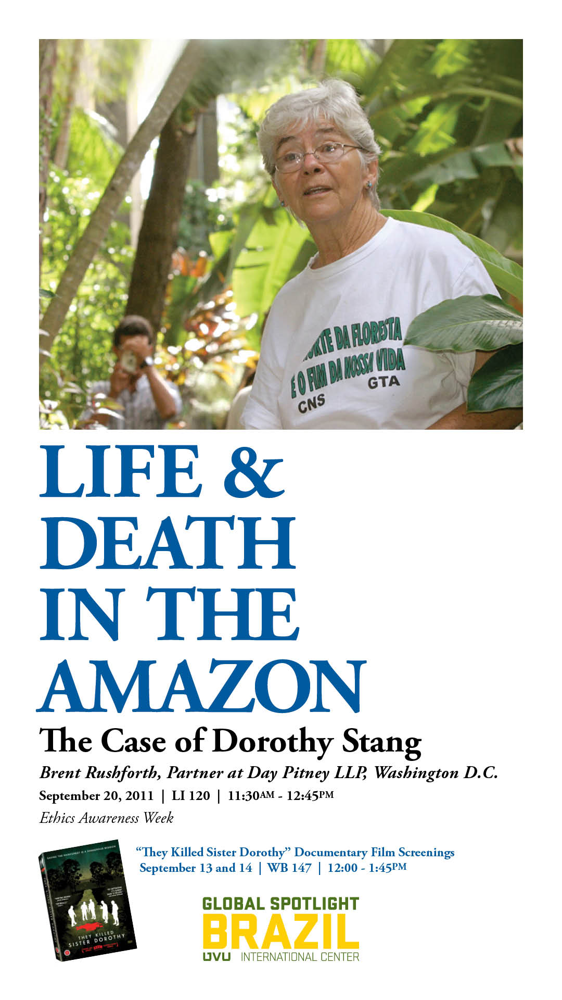 DA FLORESTA
E O FIM DA NOSSA VIDA
CNS GTA
LIFE &
DEATH
IN THE
AMAZON
The Case of Dorothy Stang
Brent Rushforth, Partner at Day Pitney LLP, Washington D.C.
September 20, 2011 | LI 120 | 11:30AM - 12:45PM
Ethics Awareness Week
SAVING THE RAINFOREST IS A DANGEROUS MISSION
THEY KILLED
SISTER DOROTHY
“They Killed Sister Dorothy” Documentary Film Screenings
September 13 and 14 | WB 147 | 12:00 - 1:45PM
GLOBAL SPOTLIGHT
BRAZIL
UVU INTERNATIONAL CENTER